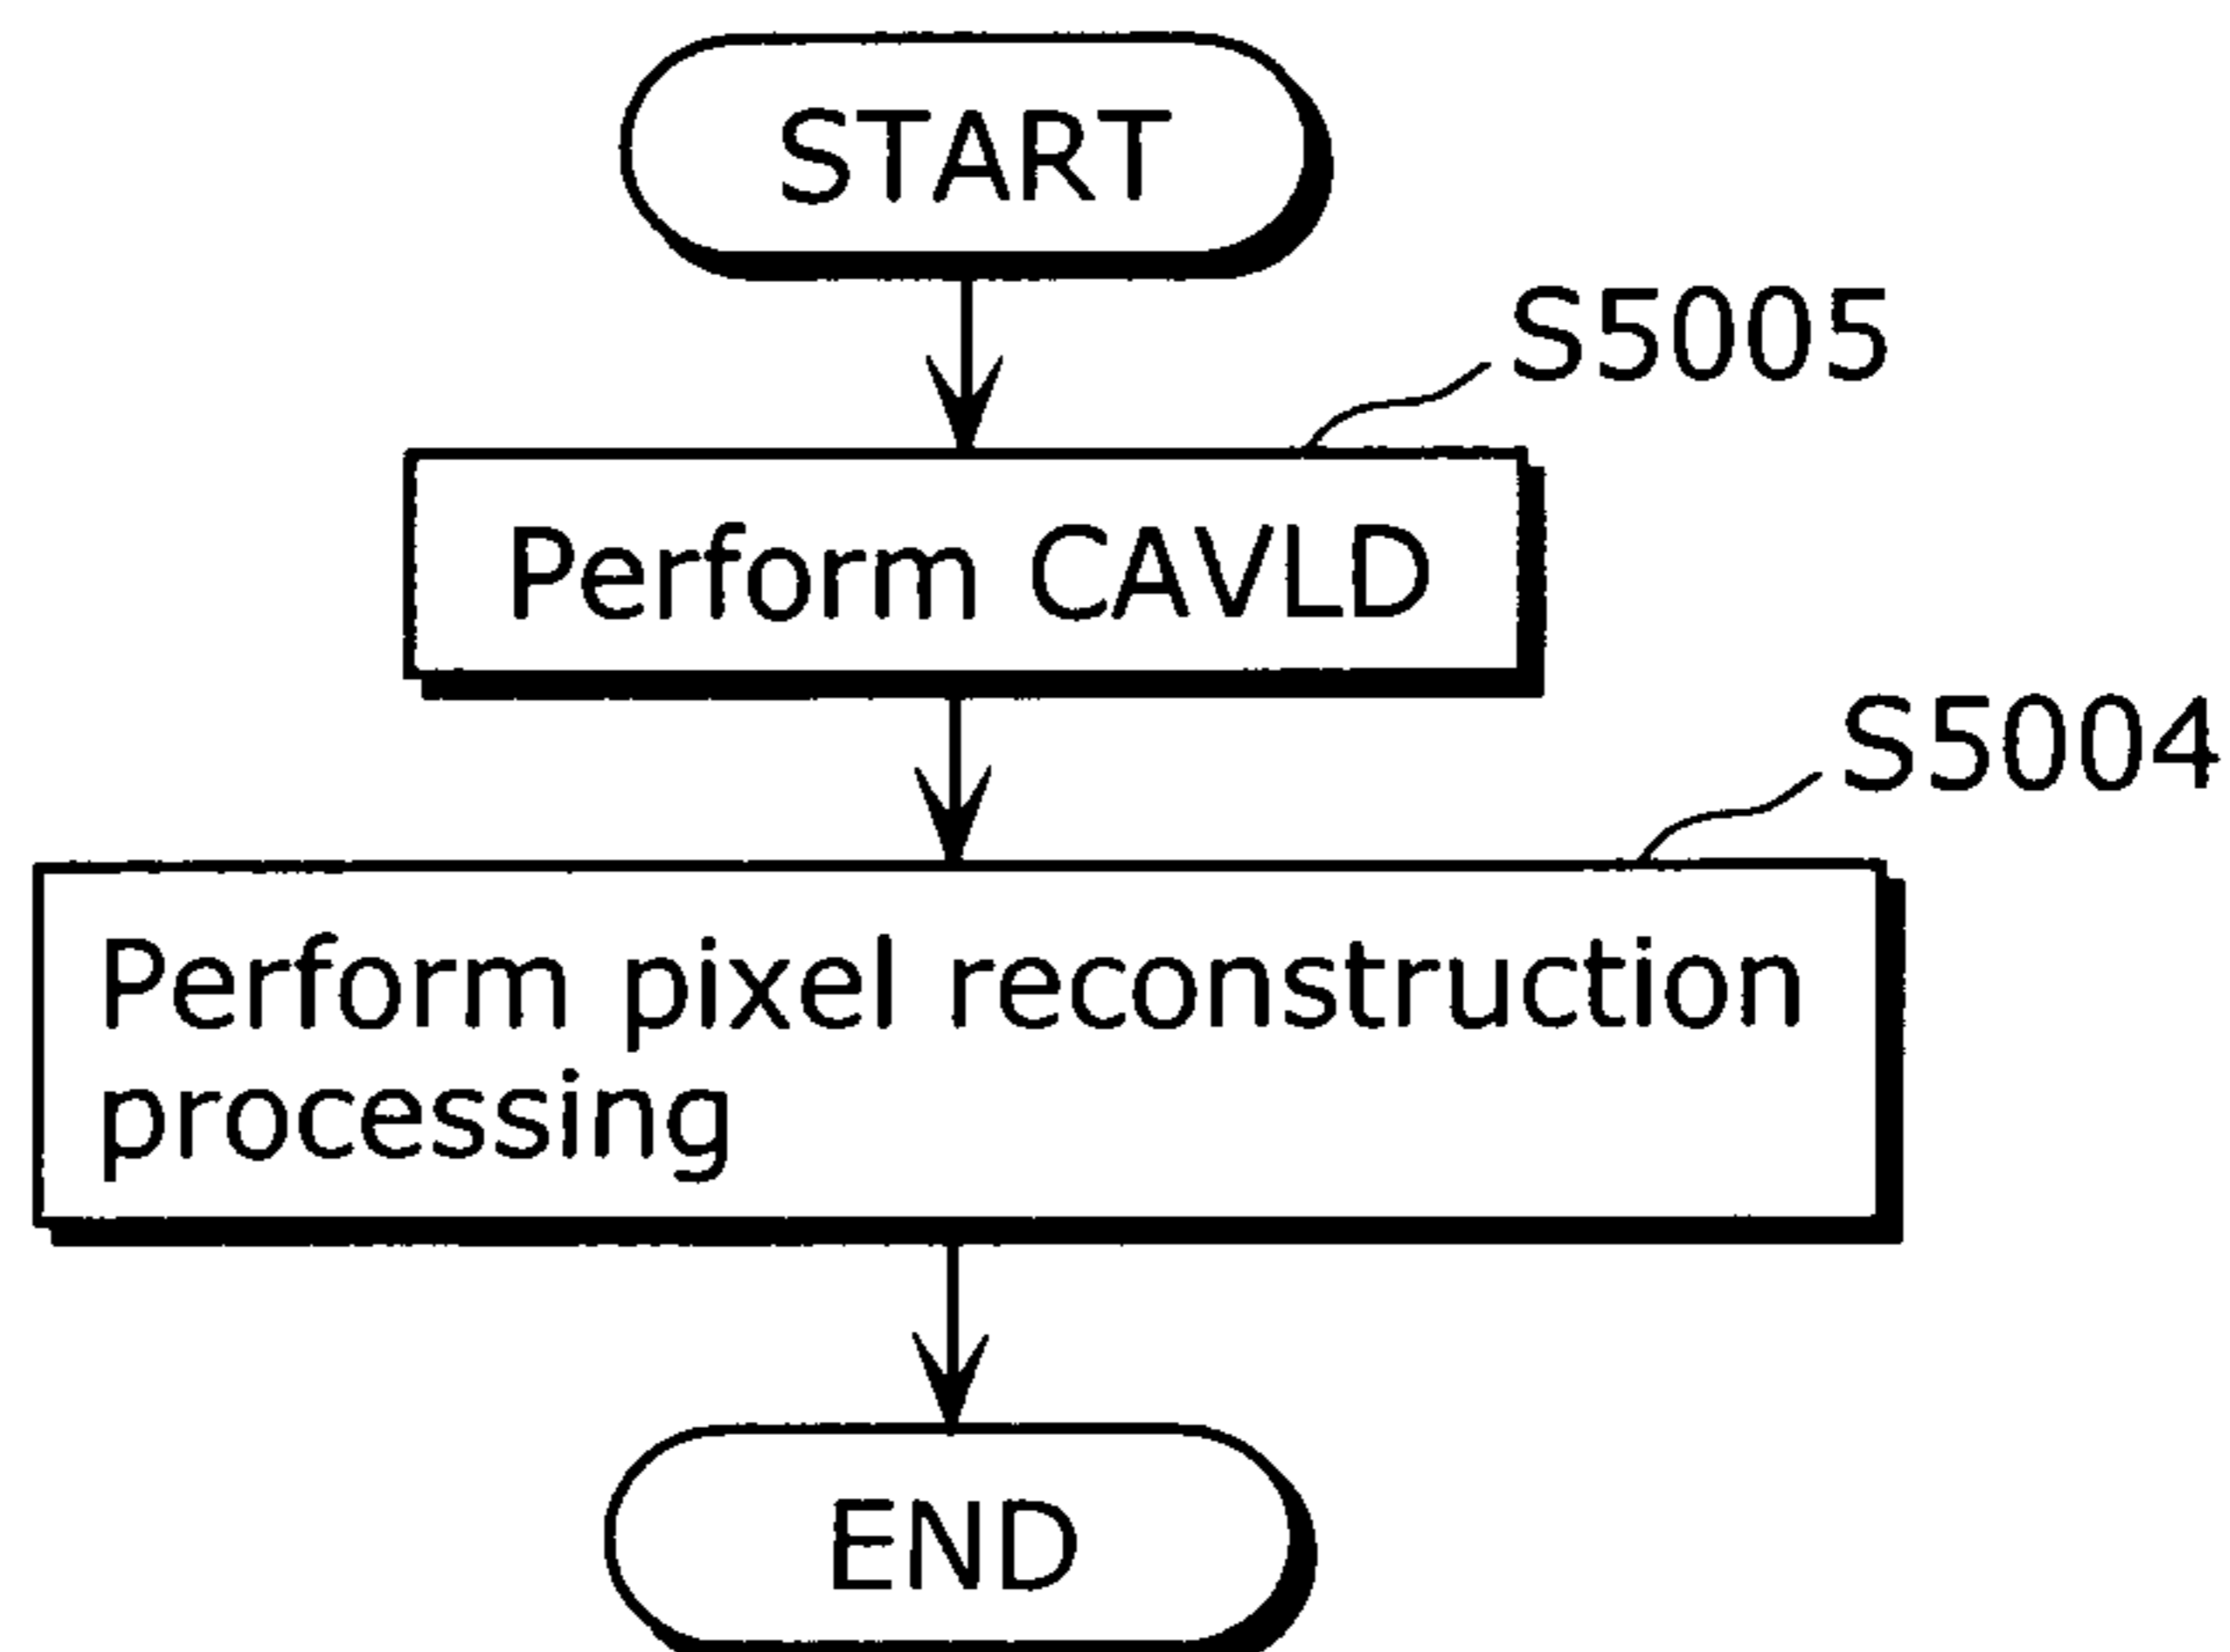 START
S5005
Perform CAVLD
S5004
Perform pixel reconstruction
processing
END